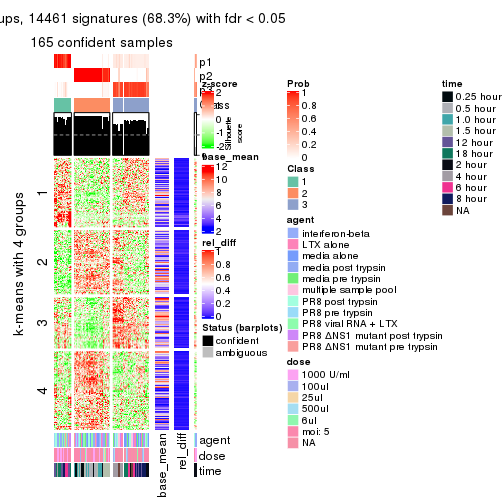 ups, 14461 signatures (68.3%) with fdr < 0.05
165 confident samples
p1
p2
Silhouette score
k-means with 4 groups
1
2
3
4
base_mean
rel_diff
agent
dose
time
z-score
2
1
0
-1
-2
base_mean
12
10
8
6
4
2
rel_diff
1
0.8
0.6
0.4
0.2
0
Status (barplots)
confident
ambiguous
Prob
1
0.8
0.6
0.4
0.2
0
Class
1
2
3
agent
interferon-beta
LTX alone
media alone
media post trypsin
media pre trypsin
multiple sample pool
PR8 post trypsin
PR8 pre trypsin
PR8 viral RNA + LTX
PR8 ΔNS1 mutant post trypsin
PR8 ΔNS1 mutant pre trypsin
dose
1000 U/ml
100ul
25ul
500ul
6ul
moi: 5
NA
time
0.25 hour
0.5 hour
1.0 hour
1.5 hour
12 hour
18 hour
2 hour
4 hour
6 hour
8 hour
NA